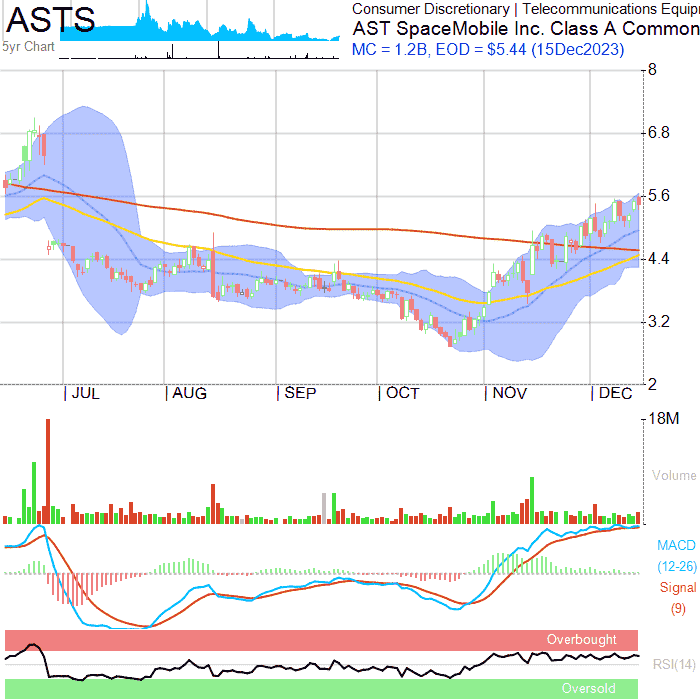 ASTS
5yr Chart
Consumer Discretionary | Telecommunications Equip
AST SpaceMobile Inc. Class A Common
MC = 1.2B, EOD = $5.44 (15Dec2023)
8
6.8
5.6
4.4
3.2
2
JUL AUG SEP OCT NOV DEC
18M
Volume
MACD
(12-26)
Signal
(9)
Overbought
RSI(14)
Oversold